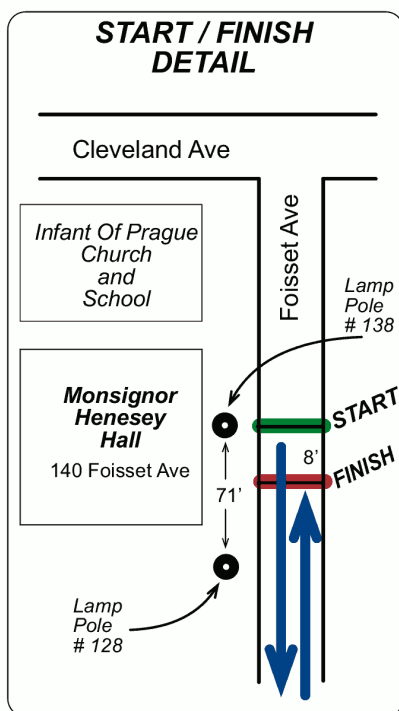 START / FINISH
DETAIL
Cleveland Ave
Foisset Ave
Infant Of Prague
Church
and
School
Lamp
Pole
# 138
Monsignor
Henesey
Hall
140 Foisset Ave
START
8’
FINISH
71’
Lamp
Pole
# 128